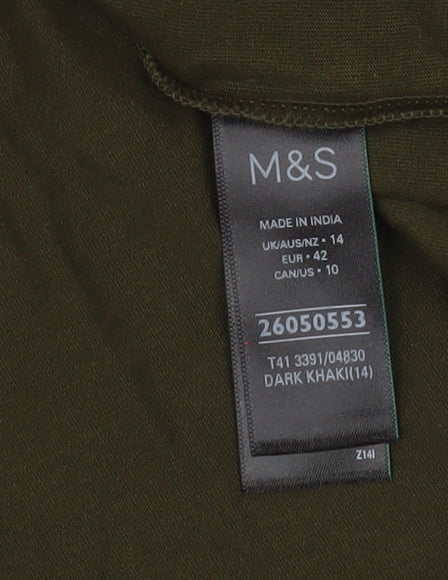 M&S
MADE IN INDIA
UK/AUS/NZ ▪ 14
EUR ▪ 42
CAN/US ▪ 10
26050553
T41 3391/04830
DARK KHAKI(14)
Z14I